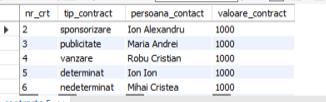 nr_crt tip_contract persoana_contact valoare_contract
2 sponsorizare Ion Alexandru 1000
3 publicitate Maria Andrei 1000
4 vanzare Robu Cristian 1000
5 determinat Ion Ion 1000
6 nedeterminat Mihai Cristea 1000